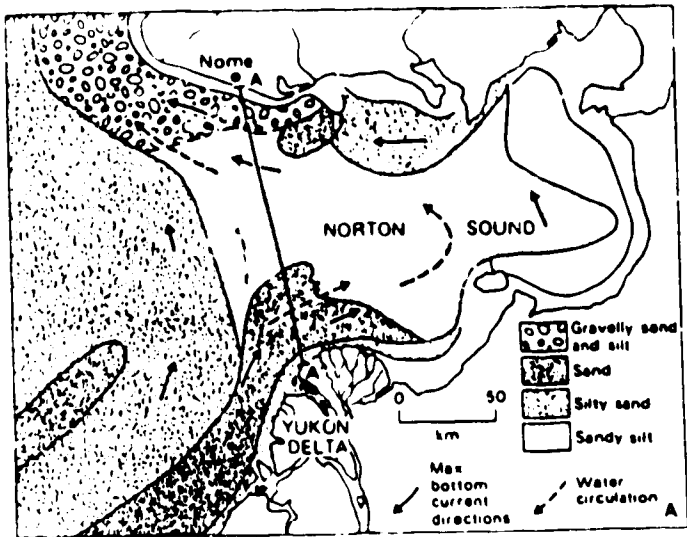 Nome
A
NORTON SOUND
A
YUKON
DELTA
Gravelly sand
and silt
Sand
Silty sand
Sandy silt
0 50
km
Max
bottom
current
directions
Water
circulation
A